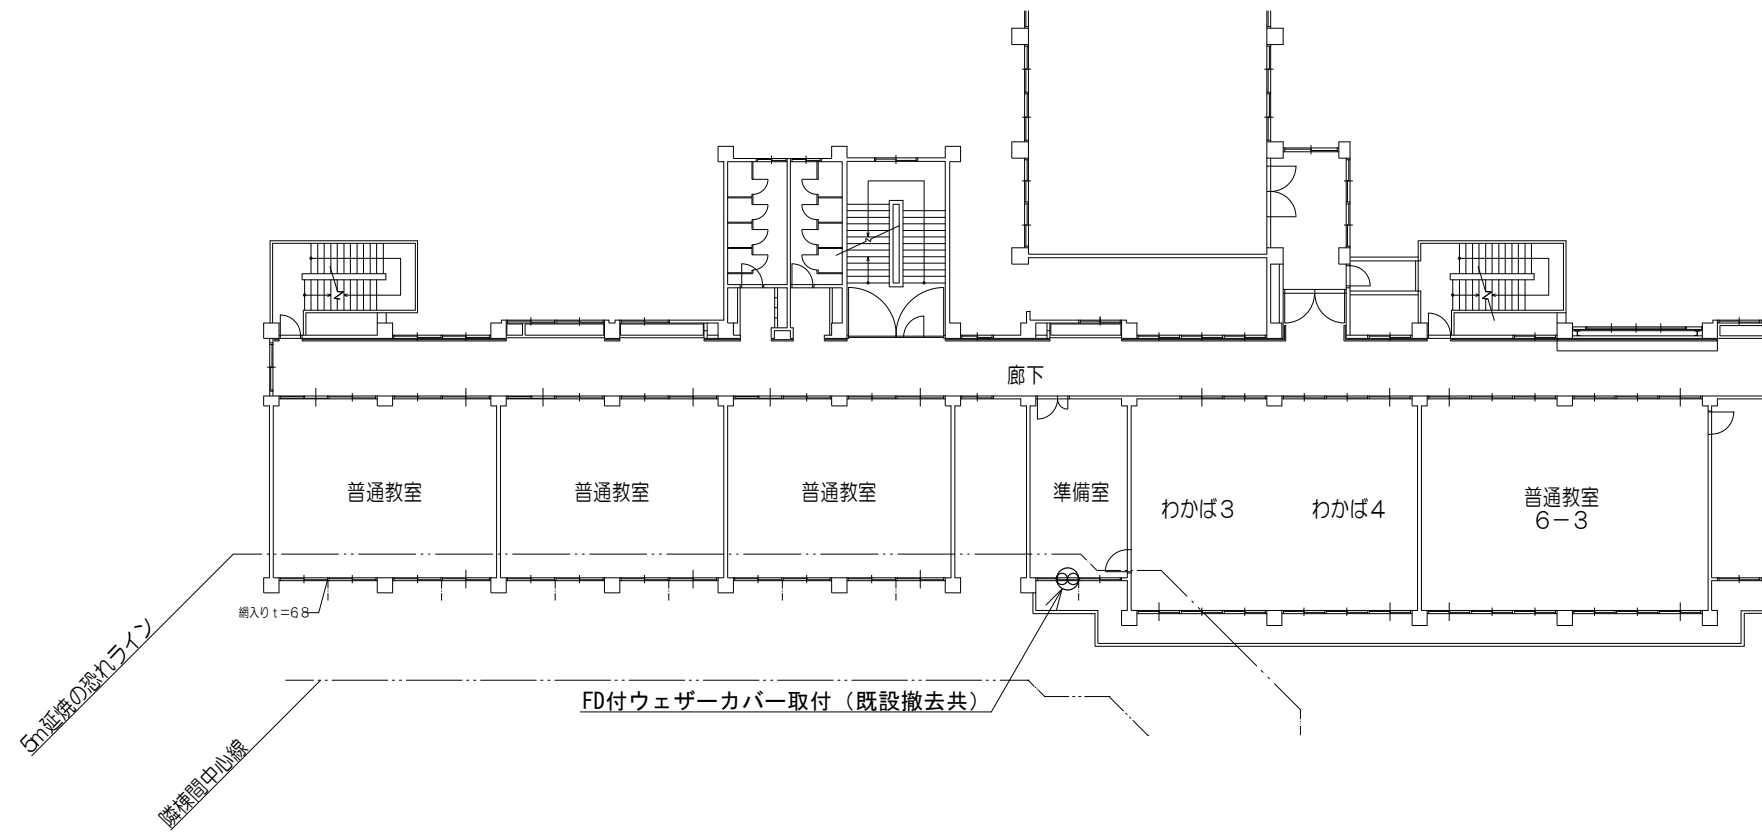 廊下
普通教室
普通教室
普通教室
準備室
わかば3
わかば4
普通教室
6-3
網入りt=6.8
5m延焼の恐れライン
FD付ウェザーカバー取付（既設撤去共）
隣棟間中心線